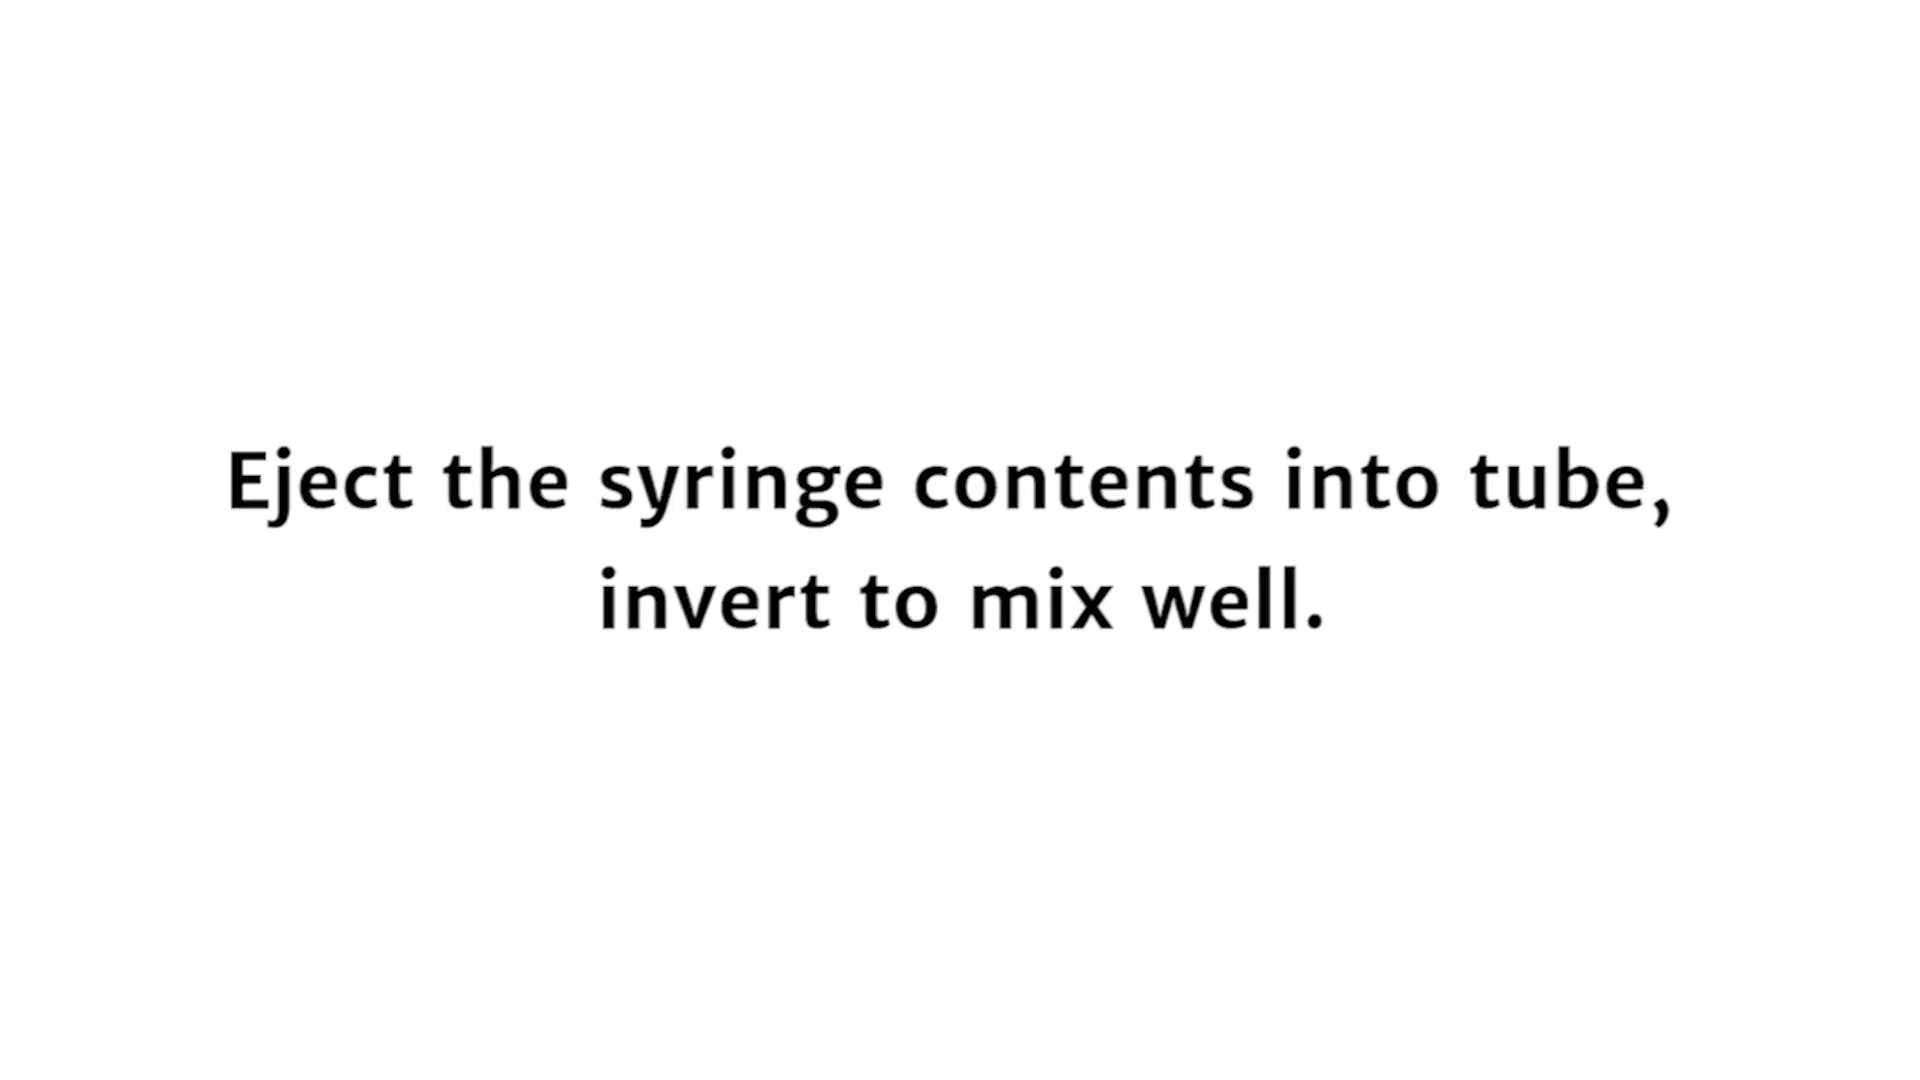 Eject the syringe contents into tube,
invert to mix well.